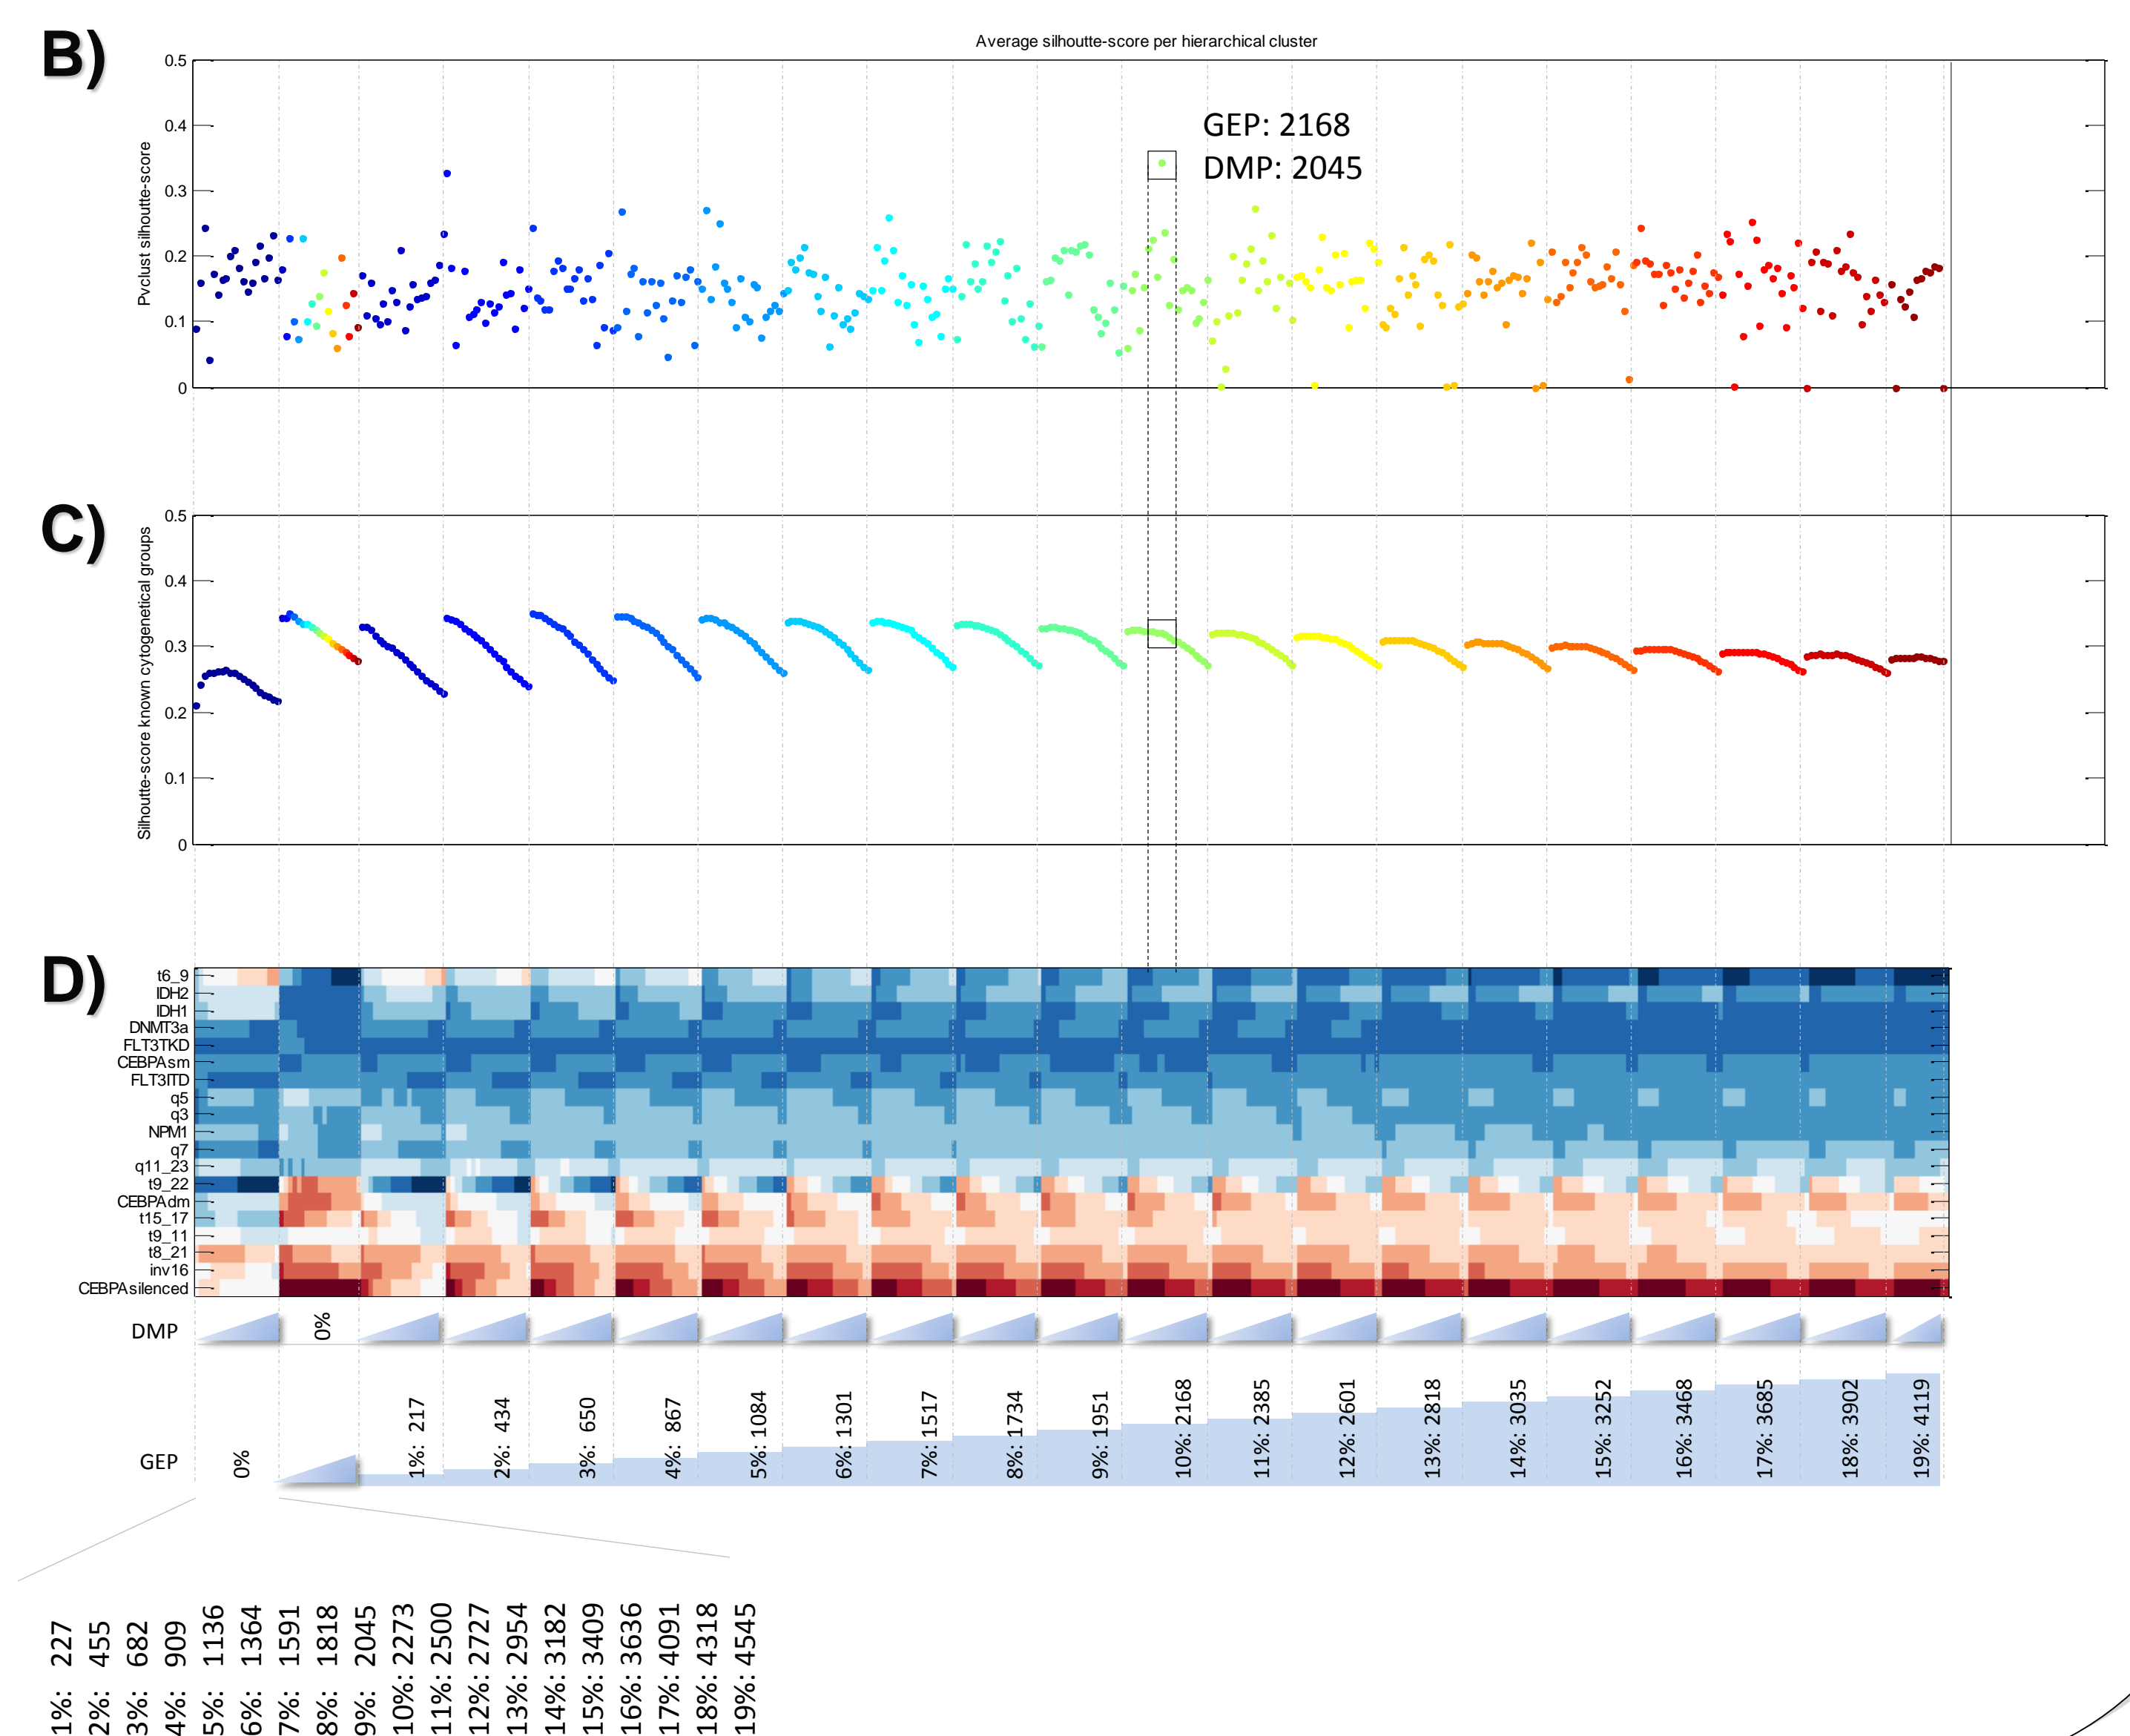 B)
Average silhoutte-score per hierarchical cluster
Pvclust silhoutte-score
0.5
0.4
0.3
0.2
0.1
0
GEP: 2168
DMP: 2045
C)
Silhoutte-score known cytogenetical groups
0.5
0.4
0.3
0.2
0.1
0
D)
t6_9
IDH2
IDH1
DNMT3a
FLT3TKD
CEBPAsm
FLT3ITD
q5
q3
NPM1
q7
q11_23
t9_22
CEBPAdm
t15_17
t9_11
t8_21
inv16
CEBPAsilenced
DMP
0%
GEP
0%
1%: 217
2%: 434
3%: 650
4%: 867
5%: 1084
6%: 1301
7%: 1517
8%: 1734
9%: 1951
10%: 2168
11%: 2385
12%: 2601
13%: 2818
14%: 3035
15%: 3252
16%: 3468
17%: 3685
18%: 3902
19%: 4119
1%: 227
2%: 455
3%: 682
4%: 909
5%: 1136
6%: 1364
7%: 1591
8%: 1818
9%: 2045
10%: 2273
11%: 2500
12%: 2727
13%: 2954
14%: 3182
15%: 3409
16%: 3636
17%: 4091
18%: 4318
19%: 4545